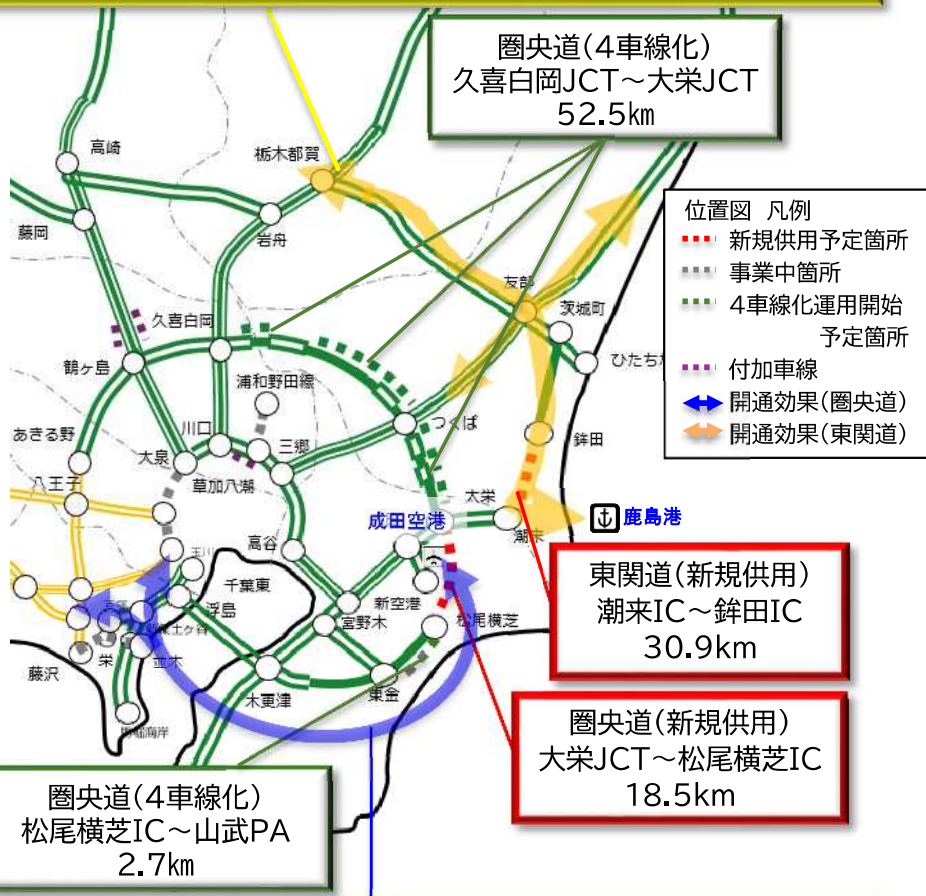 圏央道(4車線化)
久喜白岡JCT～大栄JCT
52.5km
高崎
栃木都賀
藤岡
岩舟
位置図 凡例
新規供用予定箇所
事業中箇所
4車線化運用開始
予定箇所
付加車線
開通効果(圏央道)
開通効果(東関道)
友部
茨城町
久喜白岡
鶴ヶ島
浦和野田線
ひたち
あきる野
川口
三郷
つくば
鉾田
大泉
草加八潮
八王子
太栄
成田空港
潮来
鹿島港
高谷
玉川
千葉東
新空港
浮島
宮野木
松尾横芝
藤沢
栄
並木
木更津
東金
馬堀海岸
東関道(新規供用)
潮来IC～鉾田IC
30.9km
圏央道(新規供用)
大栄JCT～松尾横芝IC
18.5km
圏央道(4車線化)
松尾横芝IC～山武PA
2.7km